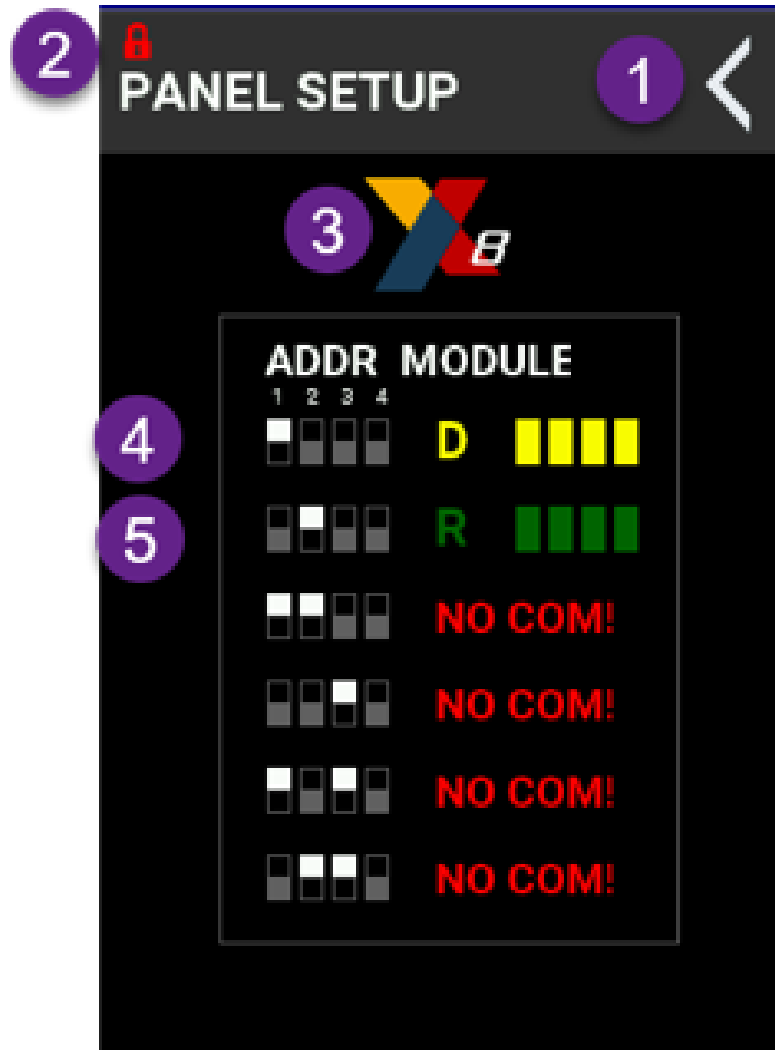 2
PANEL SETUP
1
3
8
ADDR MODULE
1 2 3 4
4
D
5
R
NO COM!
NO COM!
NO COM!
NO COM!